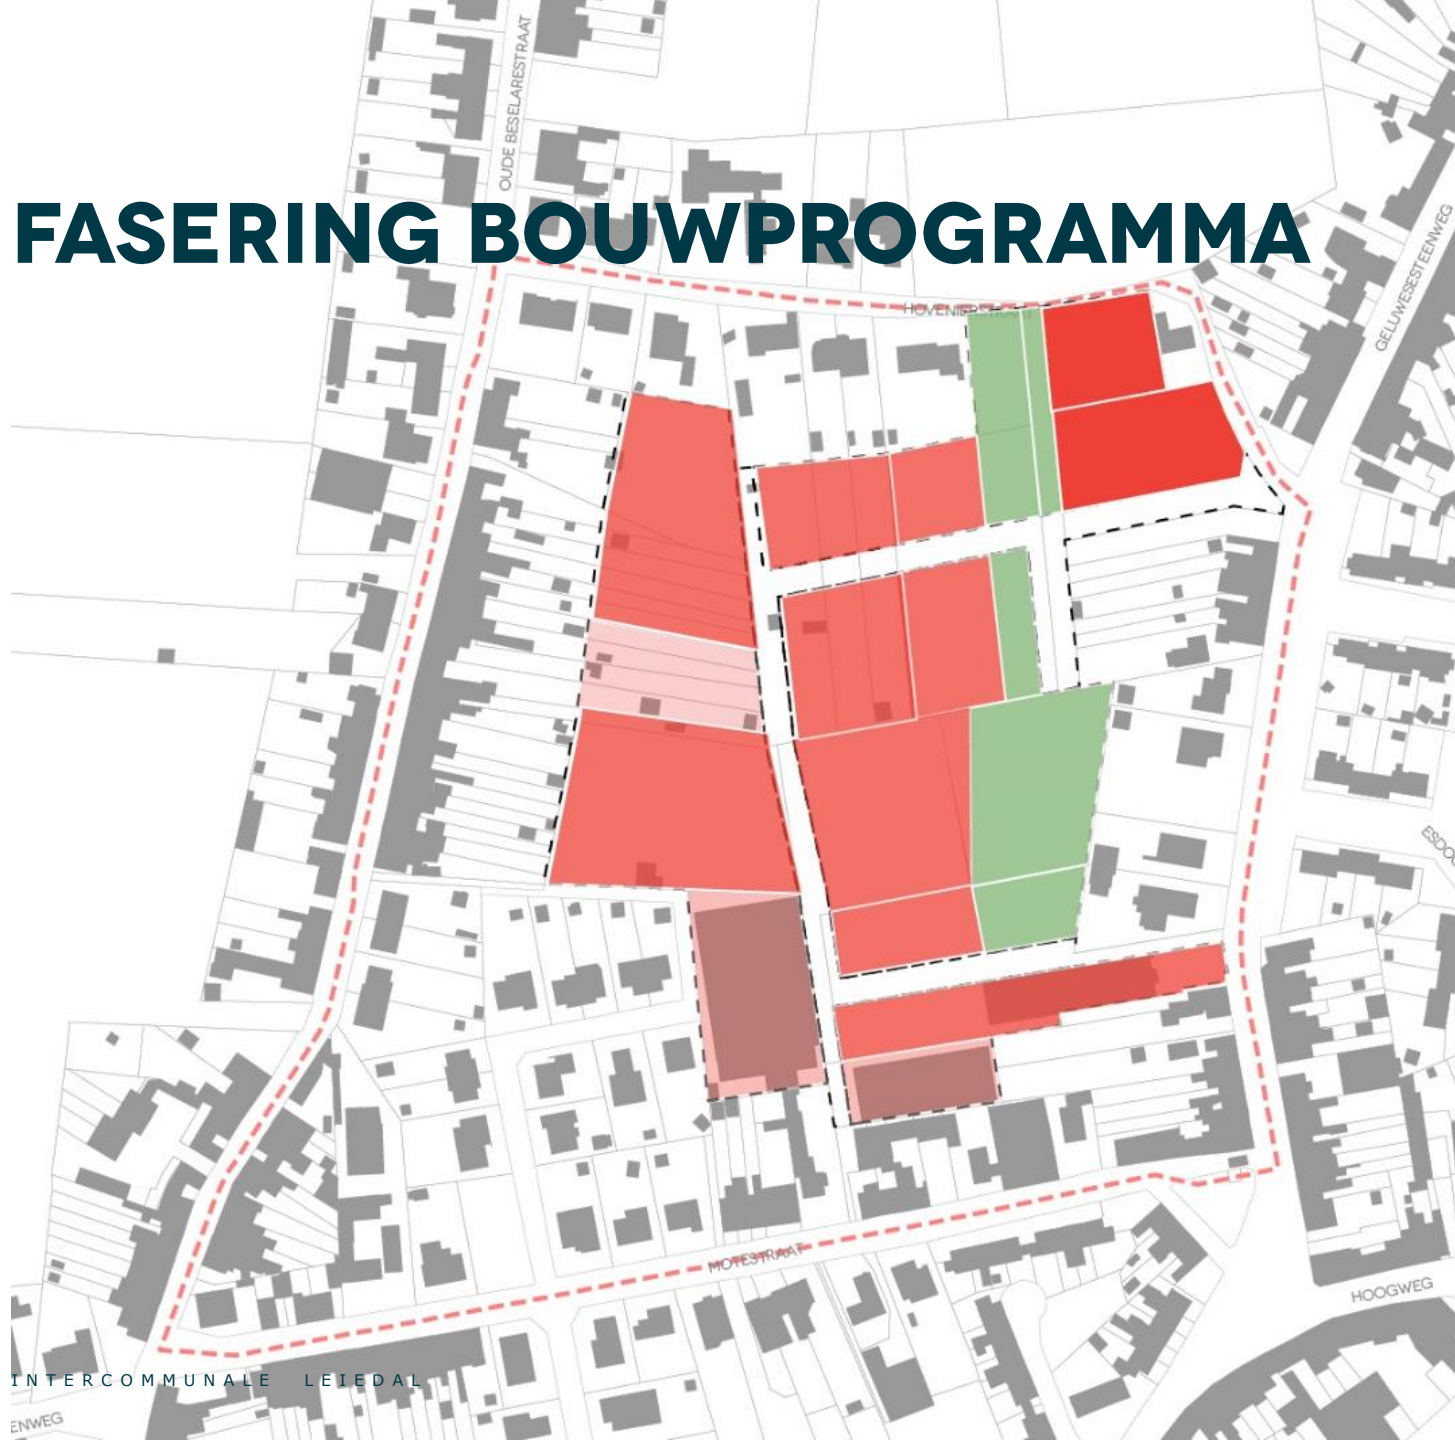 OUDE BESELARESTRAAT
FASERING BOUWPROGRAMMA
GELUWESESTEENWEG
HOVENIERSTRAAT
MOTESTRAAT
HOOGWEG
INTERCOMMUNALE LEIEDAL
ENWEG